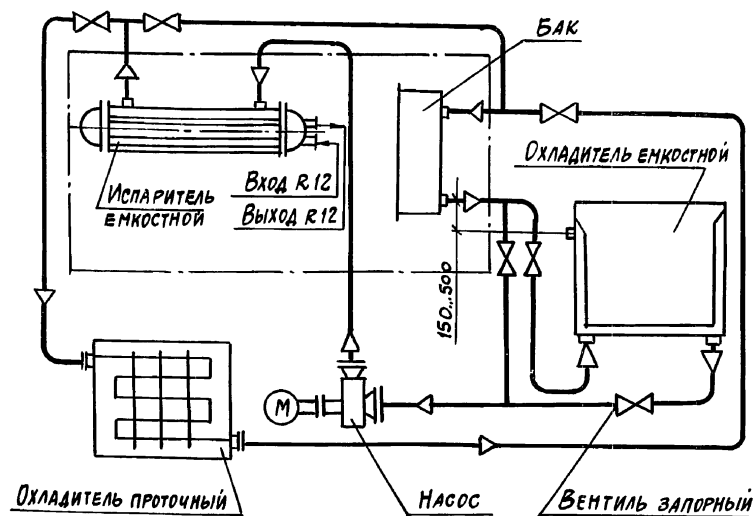 БАК
ОХЛАДИТЕЛЬ ЕМКОСТНОЙ
ИСПАРИТЕЛЬ
ЕМКОСТНОЙ
ВХОД R12
ВЫХОД R12
150...500
М
ОХЛАДИТЕЛЬ ПРОТОЧНЫЙ
НАСОС
ВЕНТИЛЬ ЗАПОРНЫЙ